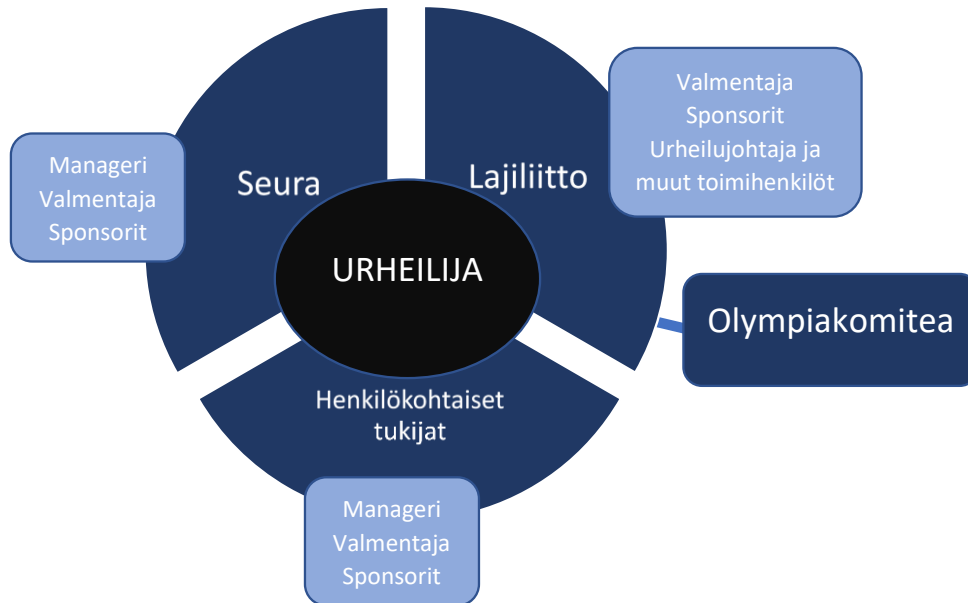 Valmentaja
Sponsorit
Urheilujohtaja ja
muut toimihenkilöt
Manageri
Valmentaja
Sponsorit
Seura
Lajiliitto
URHEILIJA
Olympiakomitea
Henkilökohtaiset
tukijat
Manageri
Valmentaja
Sponsorit